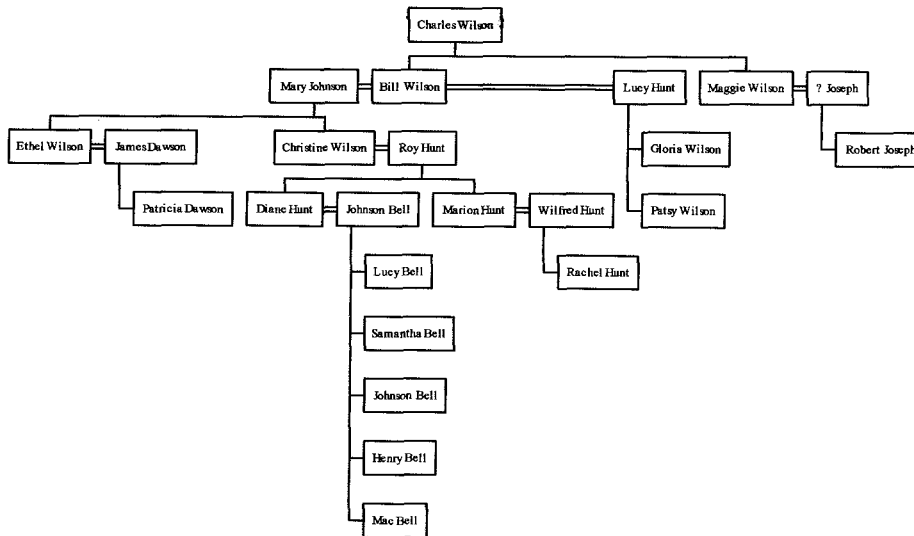 Charles Wilson
Mary Johnson
Bill Wilson
Lucy Hunt
Maggie Wilson
? Joseph
Ethel Wilson
James Dawson
Christine Wilson
Roy Hunt
Gloria Wilson
Robert Joseph
Patricia Dawson
Diane Hunt
Johnson Bell
Marion Hunt
Wilfred Hunt
Patsy Wilson
Lucy Bell
Rachel Hunt
Samantha Bell
Johnson Bell
Henry Bell
Mac Bell